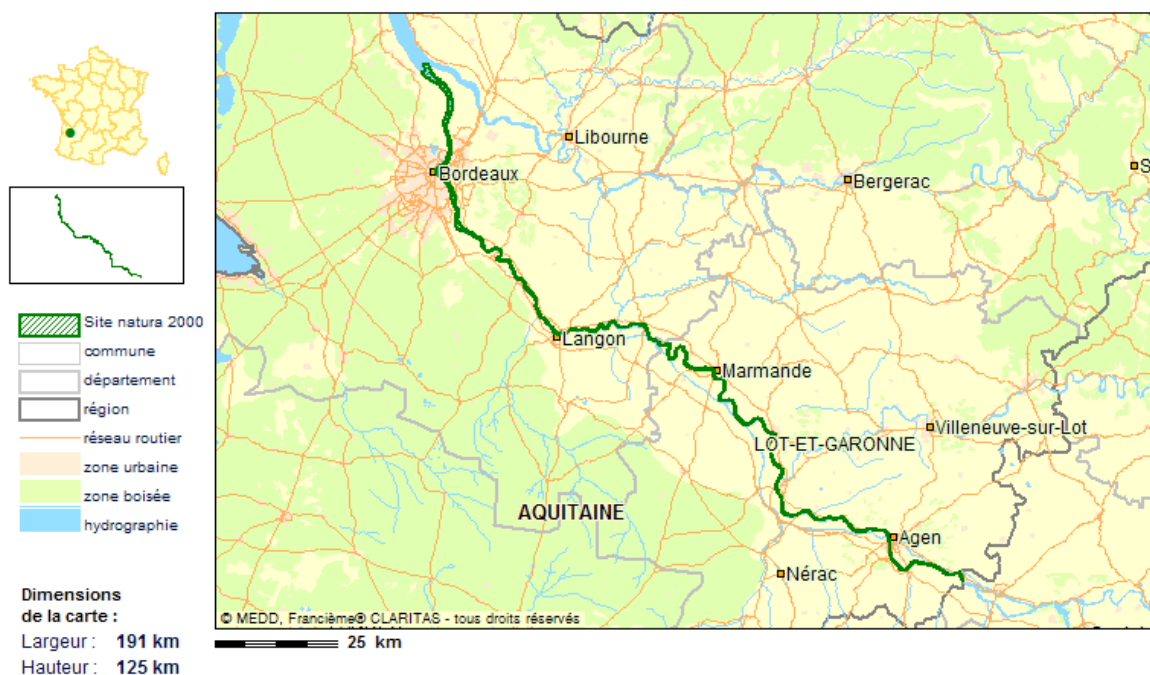 Libourne
Bordeaux
Bergerac
S
Langon
Marmande
Villeneuve-sur-Lot
LOT-ET-GARONNE
AQUITAINE
Agen
Nérac
© MEDD, Francième® CLARITAS - tous droits réservés
Site natura 2000
commune
département
région
réseau routier
zone urbaine
zone boisée
hydrographie
Dimensions
de la carte :
Largeur : 191 km
Hauteur : 125 km
25 km